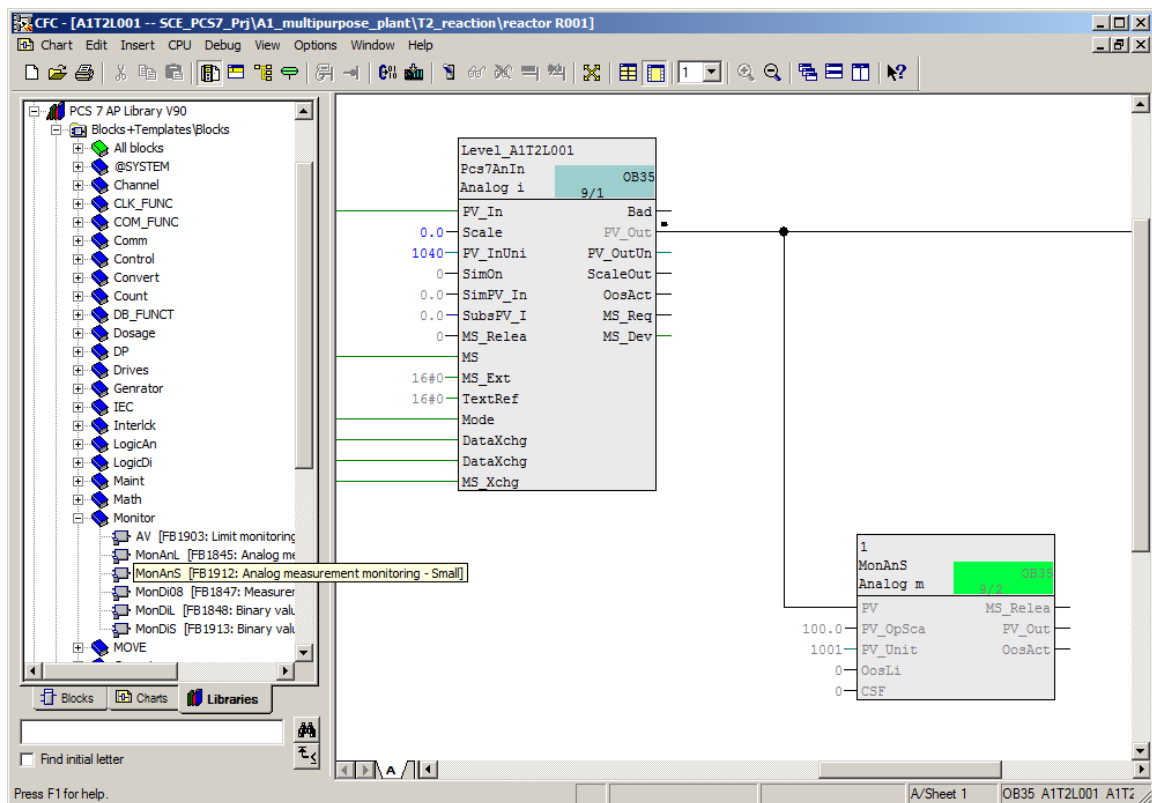 CFC - [A1T2L001 -- SCE_PCS7_Prj\A1_multipurpose_plant\T2_reaction\reactor R001]
Chart Edit Insert CPU Debug View Options Window Help
1
PCS 7 AP Library V90
Blocks+Templates\Blocks
All blocks
@SYSTEM
Channel
CLK_FUNC
COM_FUNC
Comm
Control
Convert
Count
DB_FUNCT
Dosage
DP
Drives
Genrator
IEC
Interlck
LogicAn
LogicDi
Maint
Math
Monitor
AV [FB1903: Limit monitoring
MonAnL [FB1845: Analog me
MonAnS [FB1912: Analog measurement monitoring - Small]
MonDi08 [FB1847: Measurer
MonDiL [FB1848: Binary valu
MonDiS [FB1913: Binary valu
MOVE
Blocks Charts Libraries
Find initial letter
Level_A1T2L001
Pcs7AnIn
Analog i
OB35
9/1
PV_In Bad
0.0 Scale PV_Out
1040 PV_InUni PV_OutUn
0 SimOn ScaleOut
0.0 SimPV_In OosAct
0.0 SubsPV_I MS_Req
0 MS_Relea MS_Dev
MS
16#0 MS_Ext
16#0 TextRef
Mode
DataXchg
DataXchg
MS_Xchg
1
MonAnS
Analog m
OB35
9/2
PV MS_Relea
100.0 PV_OpSca PV_Out
1001 PV_Unit OosAct
0 OosLi
0 CSF
A
Press F1 for help.
A/Sheet 1
OB35 A1T2L001 A1T2